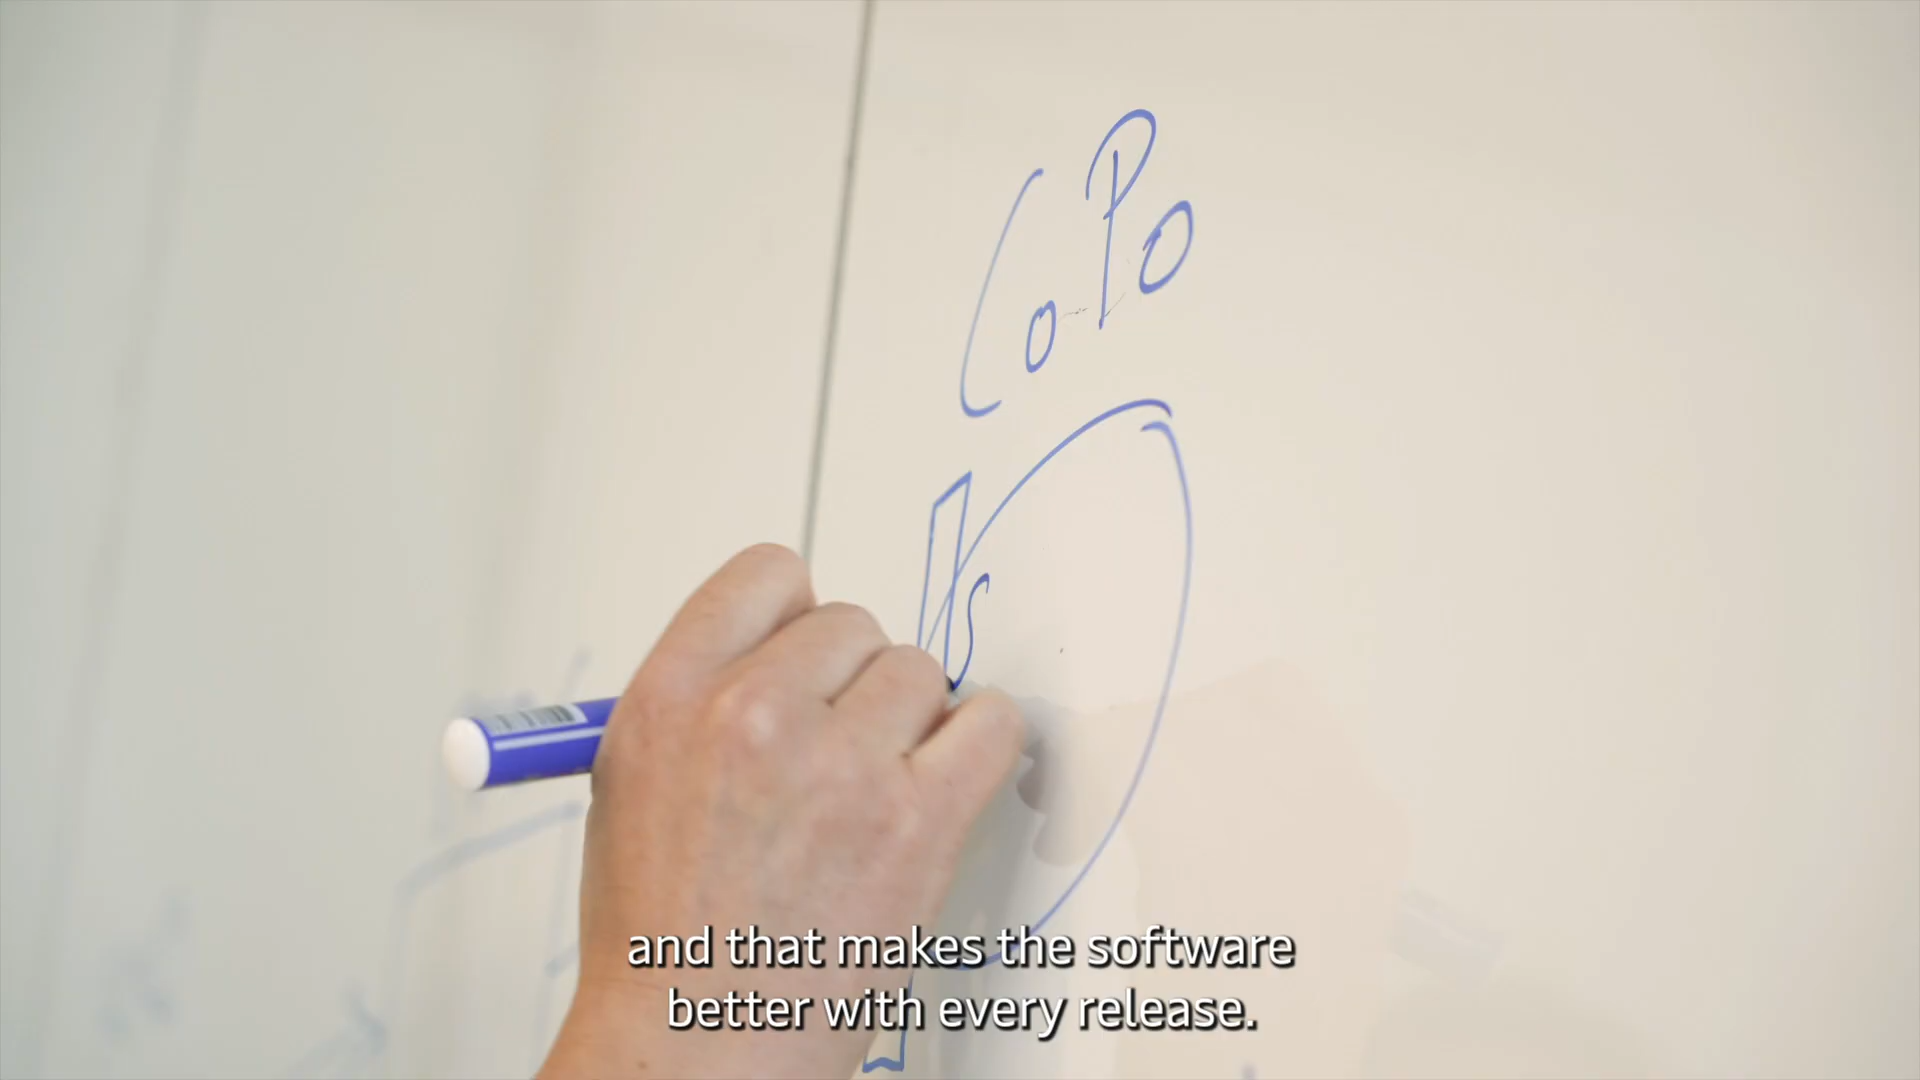 CoPo
s
and that makes the software
better with every release.